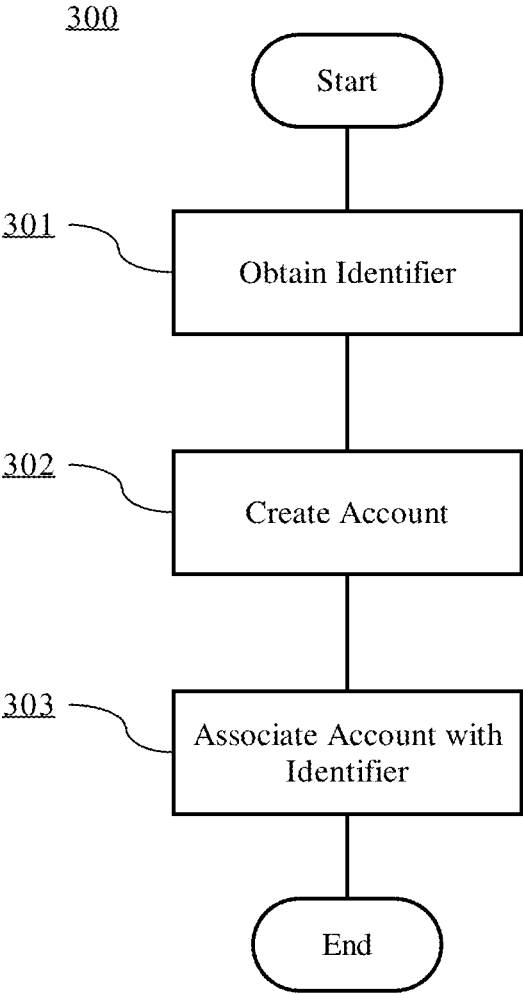 300
Start
301
Obtain Identifier
302
Create Account
303
Associate Account with
Identifier
End